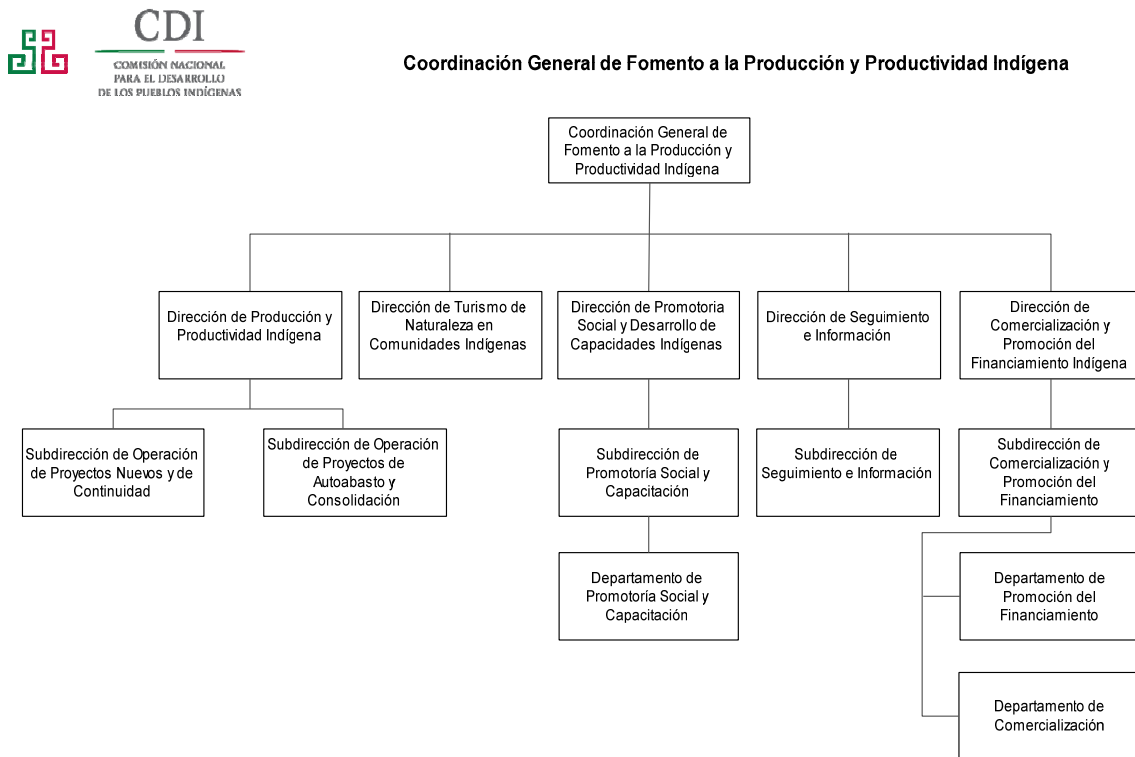 CDI
COMISIÓN NACIONAL
PARA EL DESARROLLO
DE LOS PUEBLOS INDÍGENAS
Coordinación General de Fomento a la Producción y Productividad Indígena
Coordinación General de
Fomento a la Producción y
Productividad Indígena
Dirección de Producción y
Productividad Indígena
Dirección de Turismo de
Naturaleza en
Comunidades Indígenas
Dirección de Promotoria
Social y Desarrollo de
Capacidades Indígenas
Dirección de Seguimiento
e Información
Dirección de
Comercialización y
Promoción del
Financiamiento Indígena
Subdirección de Operación
de Proyectos Nuevos y de
Continuidad
Subdirección de Operación
de Proyectos de
Autoabasto y
Consolidación
Subdirección de
Promotoría Social y
Capacitación
Subdirección de
Seguimiento e Información
Subdirección de
Comercialización y
Promoción del
Financiamiento
Departamento de
Promotoría Social y
Capacitación
Departamento de
Promoción del
Financiamiento
Departamento de
Comercialización